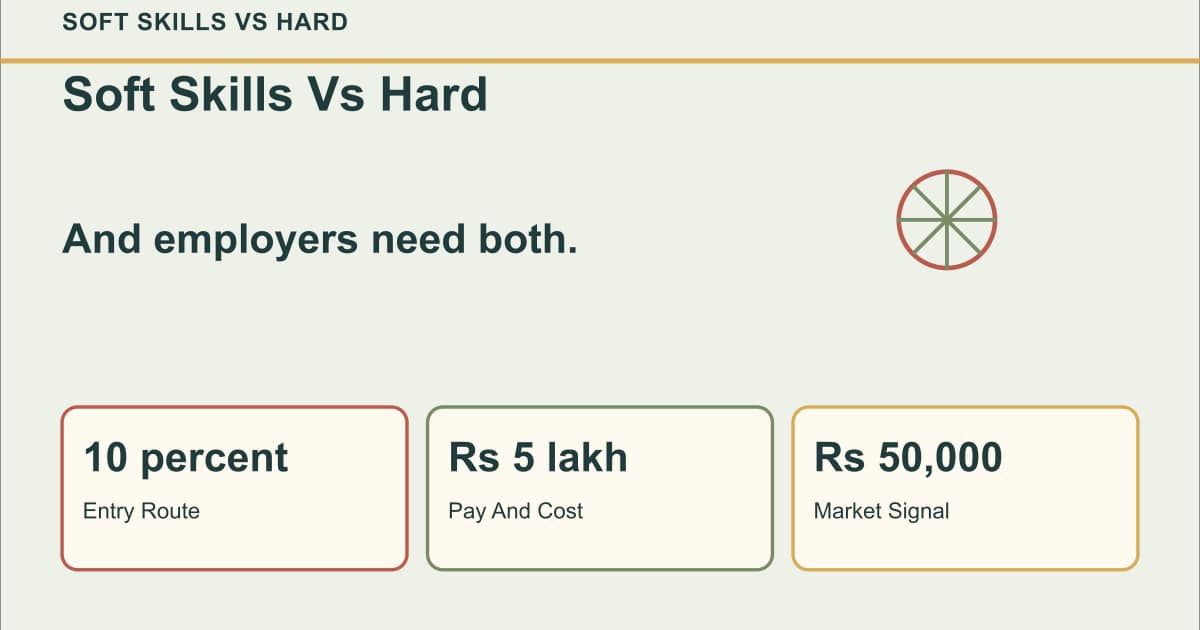 SOFT SKILLS VS HARD
Soft Skills Vs Hard
And employers need both.
10 percent
Entry Route
Rs 5 lakh
Pay And Cost
Rs 50,000
Market Signal